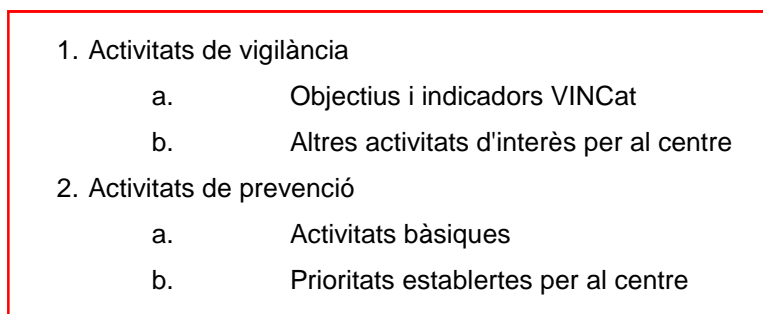 1. Activitats de vigilància
a. Objectius i indicadors VINCat
b. Altres activitats d'interès per al centre
2. Activitats de prevenció
a. Activitats bàsiques
b. Prioritats establertes per al centre